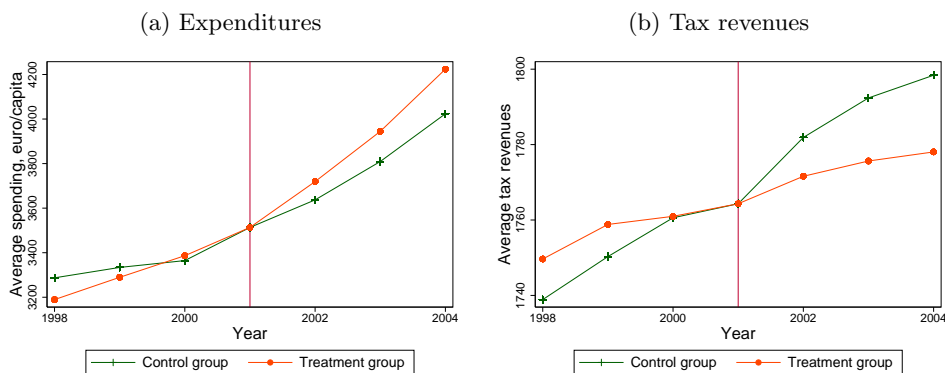 (a) Expenditures
Average spending, euro/capita
4200
4000
3800
3600
3400
3200
1998 2000 2002 2004
Year
Control group Treatment group
(b) Tax revenues
Average tax revenues
1800
1780
1760
1740
1998 2000 2002 2004
Year
Control group Treatment group